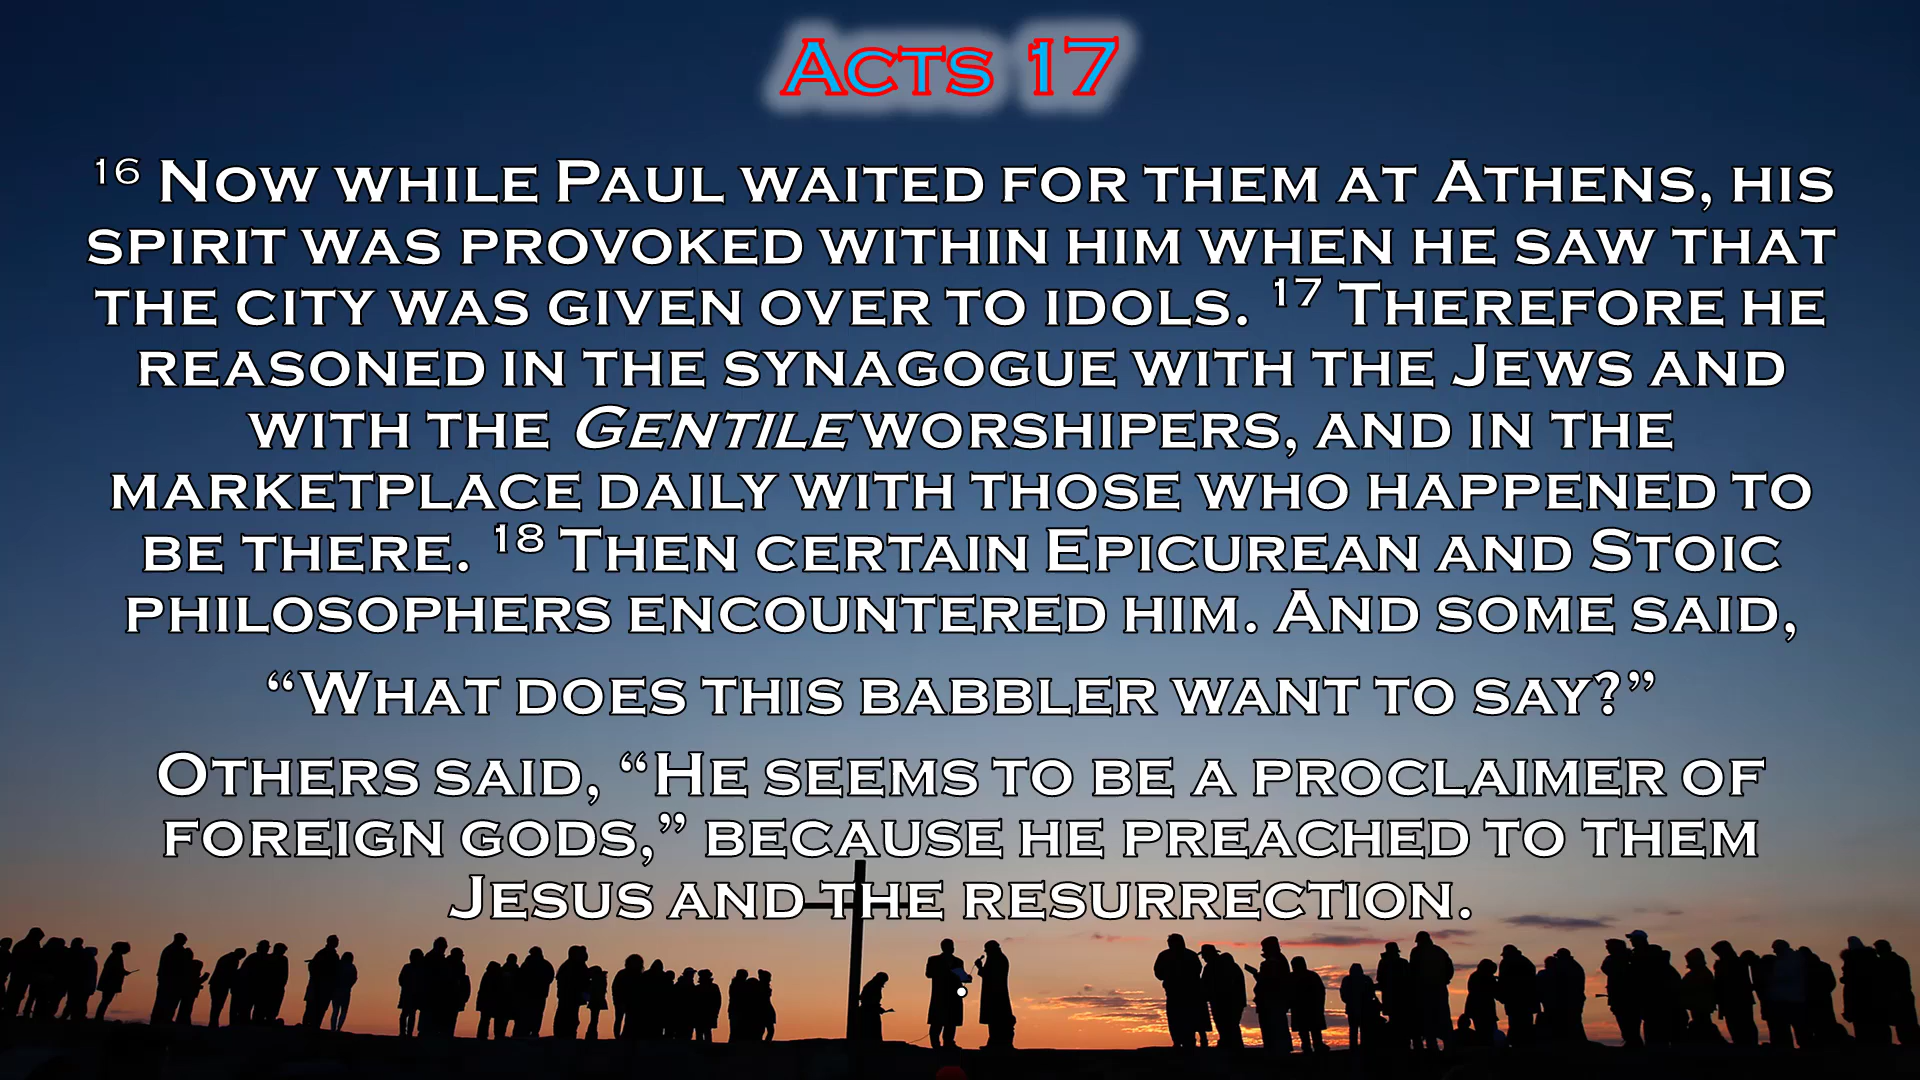 Acts 17
16 Now while Paul waited for them at Athens, his
spirit was provoked within him when he saw that
the city was given over to idols. 17 Therefore he
reasoned in the synagogue with the Jews and
with the Gentile worshipers, and in the
marketplace daily with those who happened to
be there. 18 Then certain Epicurean and Stoic
philosophers encountered him. And some said,
“What does this babbler want to say?”
Others said, “He seems to be a proclaimer of
foreign gods,” because he preached to them
Jesus and the resurrection.